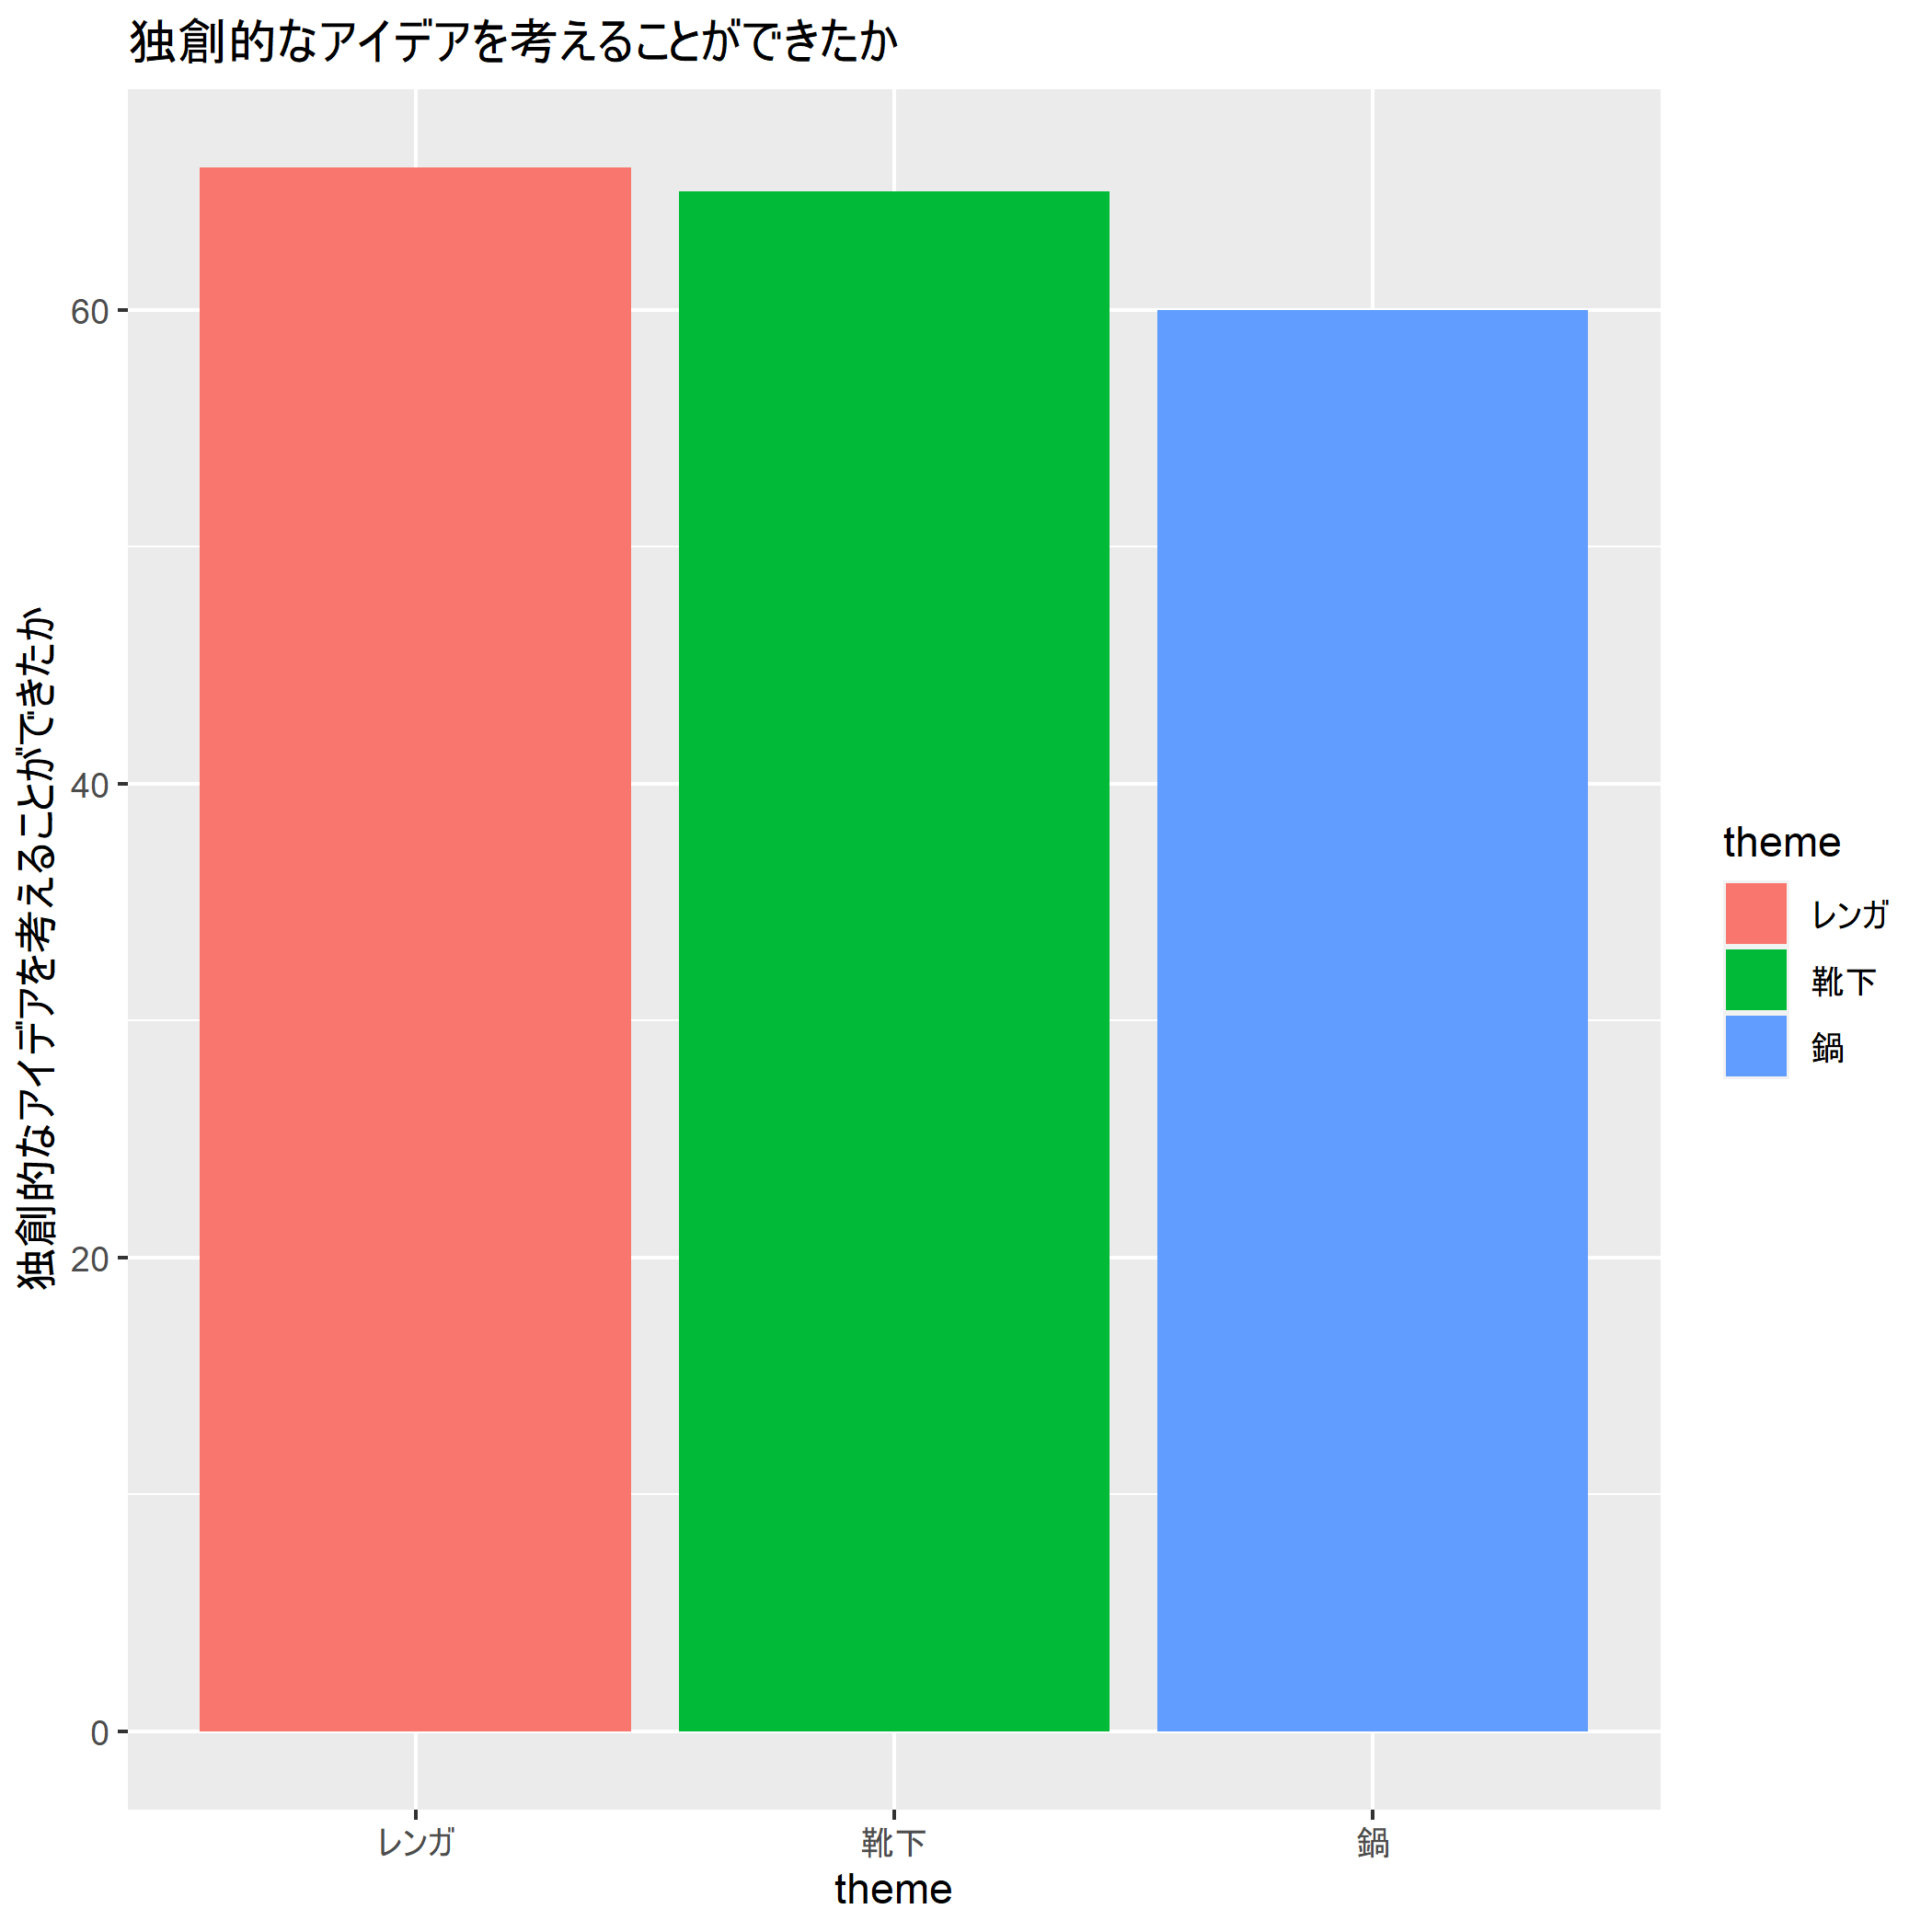 独創的なアイデアを考えることができたか
独創的なアイデアを考えることができたか
60
40
20
0
レンガ
靴下
鍋
theme
theme
レンガ
靴下
鍋